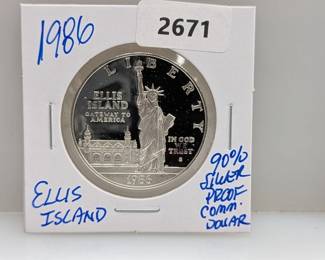 1986
2671
LIBERTY
ELLIS
ISLAND
GATEWAY TO
AMERICA
IN GOD
WE
TRUST
S
1986
ELLIS
ISLAND
90%
SILVER
PROOF
COMM.
DOLLAR